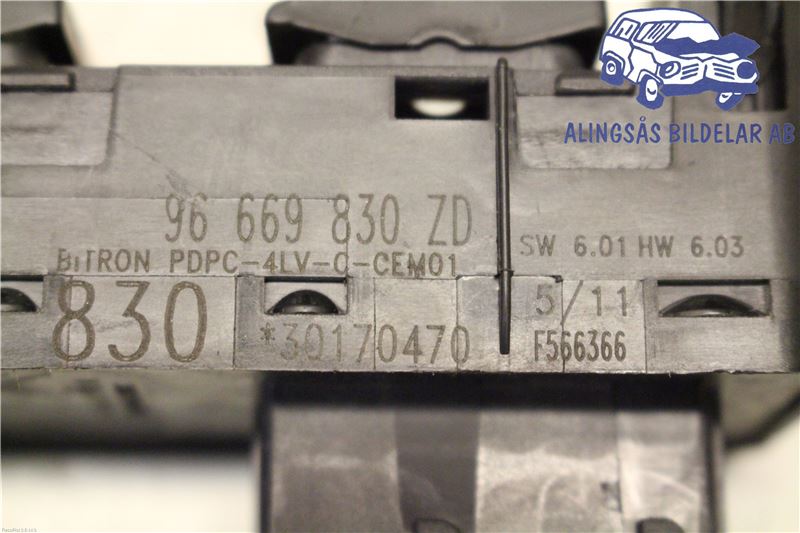 ALINGSÅS BILDELAR AB
96 669 830 ZD
SW 6.01 HW 6.03
BITRON PDPC-4LV-C-CEM01
830
5/11
*30170470
F566366